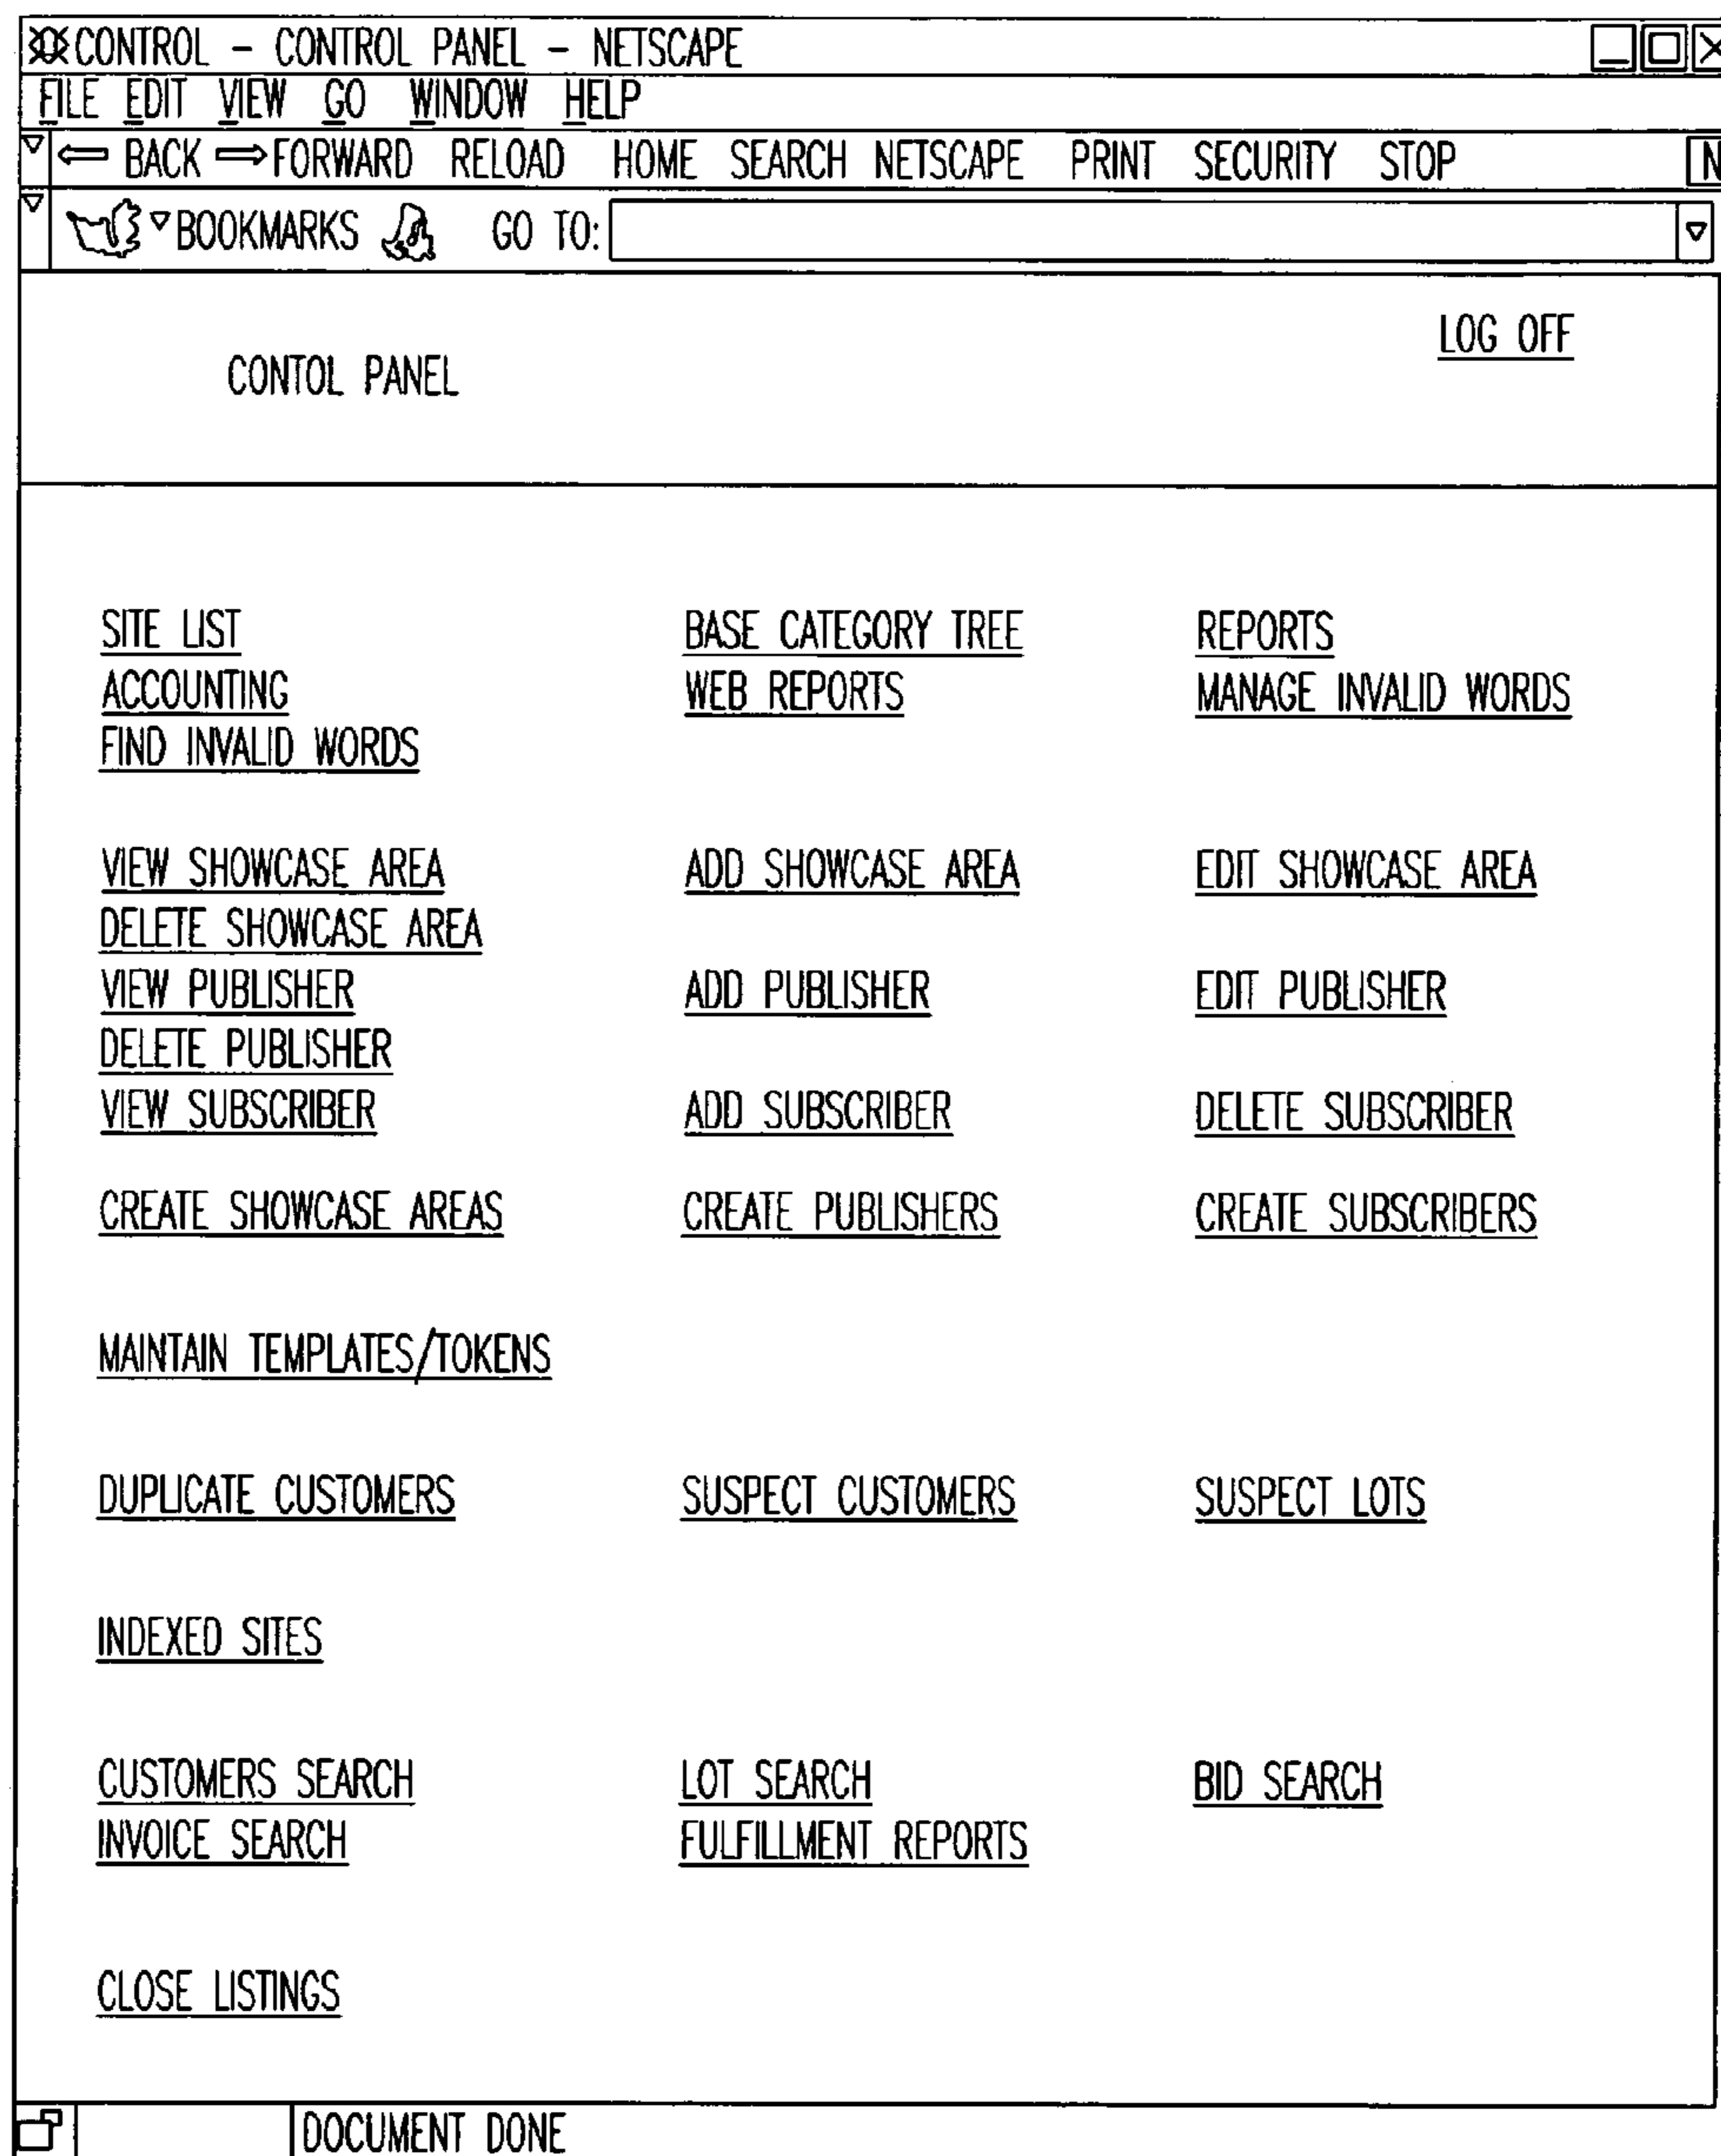 CONTROL – CONTROL PANEL – NETSCAPE
FILE EDIT VIEW GO WINDOW HELP
BACK FORWARD RELOAD HOME SEARCH NETSCAPE PRINT SECURITY STOP N
BOOKMARKS GO TO:
LOG OFF
CONTOL PANEL
SITE LIST BASE CATEGORY TREE REPORTS
ACCOUNTING WEB REPORTS MANAGE INVALID WORDS
FIND INVALID WORDS
VIEW SHOWCASE AREA ADD SHOWCASE AREA EDIT SHOWCASE AREA
DELETE SHOWCASE AREA
VIEW PUBLISHER ADD PUBLISHER EDIT PUBLISHER
DELETE PUBLISHER
VIEW SUBSCRIBER ADD SUBSCRIBER DELETE SUBSCRIBER
CREATE SHOWCASE AREAS CREATE PUBLISHERS CREATE SUBSCRIBERS
MAINTAIN TEMPLATES/TOKENS
DUPLICATE CUSTOMERS SUSPECT CUSTOMERS SUSPECT LOTS
INDEXED SITES
CUSTOMERS SEARCH LOT SEARCH BID SEARCH
INVOICE SEARCH FULFILLMENT REPORTS
CLOSE LISTINGS
DOCUMENT DONE